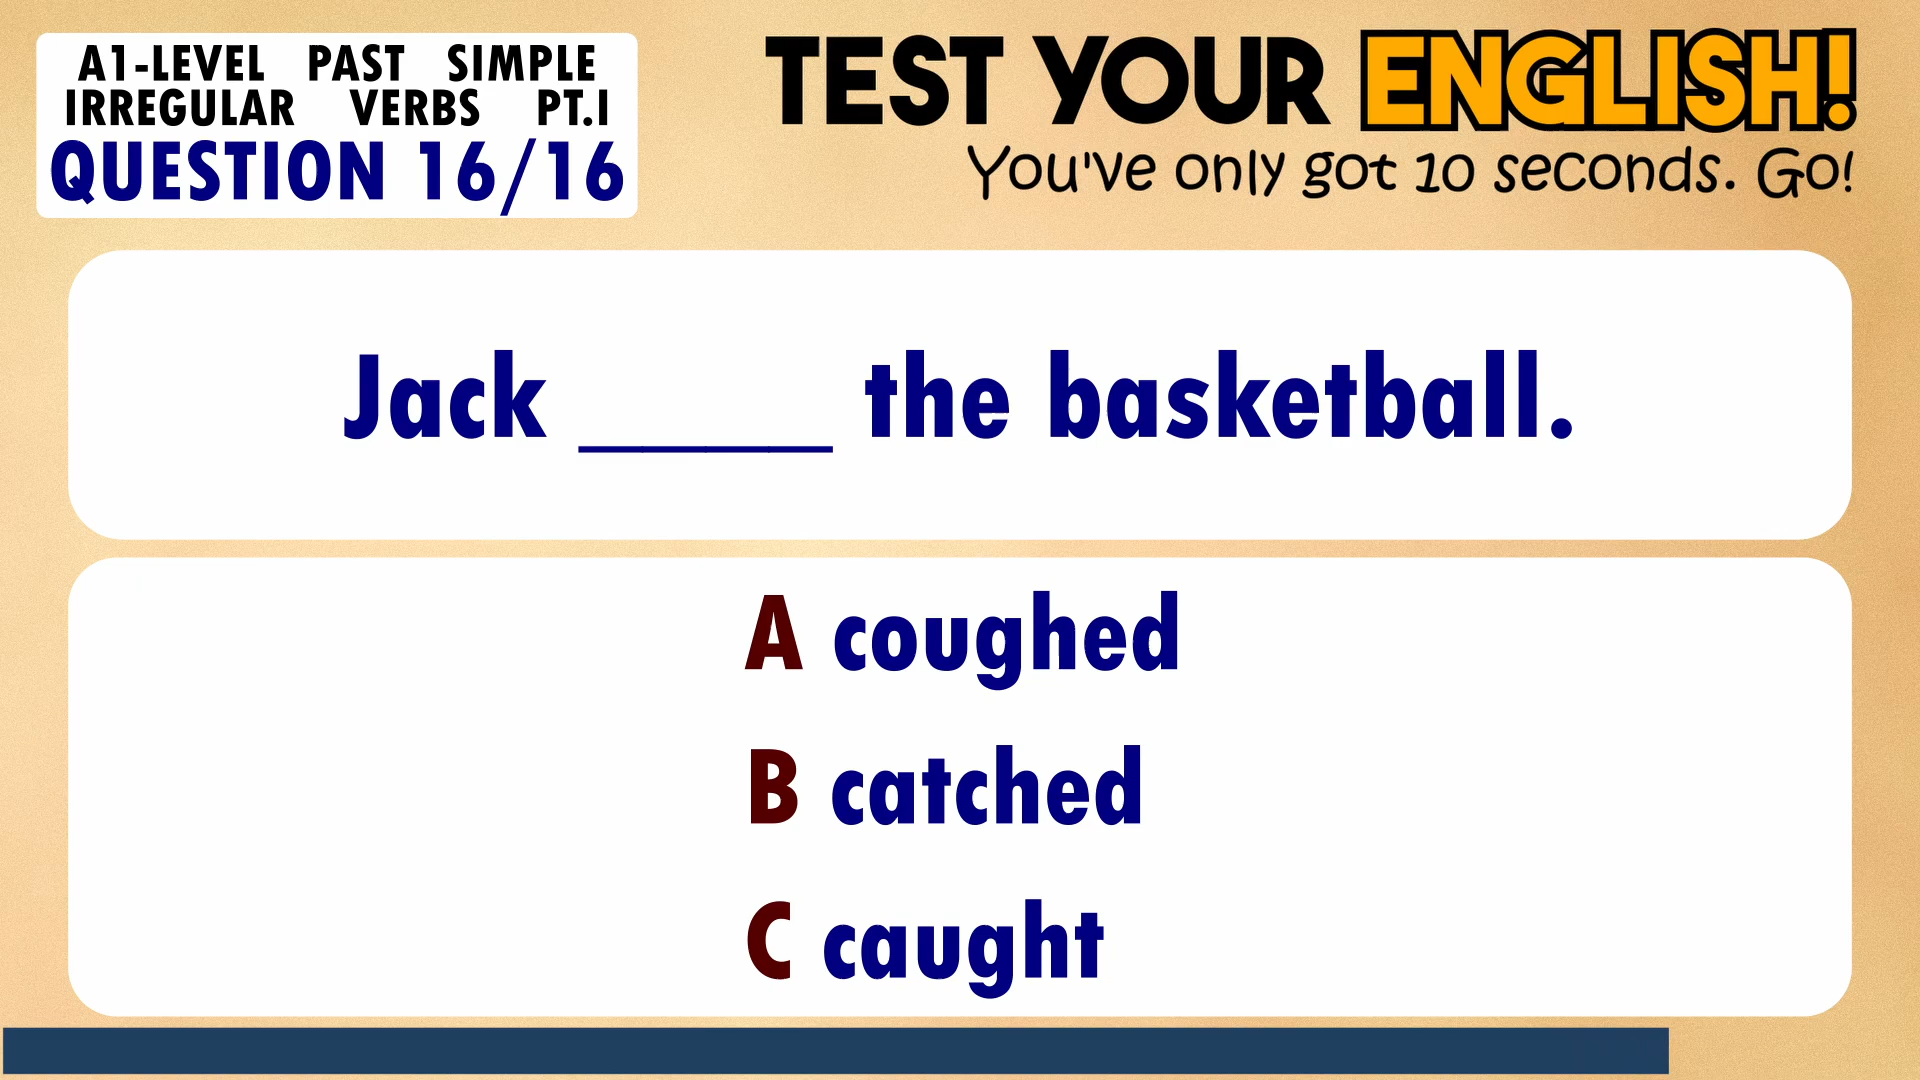 A1-LEVEL PAST SIMPLE
IRREGULAR VERBS PT.I
QUESTION 16/16
TEST YOUR ENGLISH!
You've only got 10 seconds. Go!
Jack _____ the basketball.
A coughed
B catched
C caught